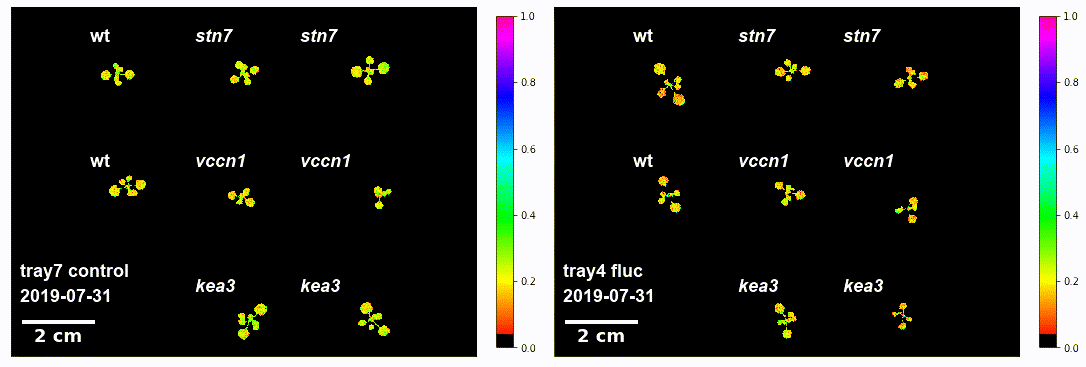 wt stn7 stn7
wt vccn1 vccn1
kea3 kea3
tray7 control
2019-07-31
2 cm
1.0
0.8
0.6
0.4
0.2
0.0
wt stn7 stn7
wt vccn1 vccn1
kea3 kea3
tray4 fluc
2019-07-31
2 cm
1.0
0.8
0.6
0.4
0.2
0.0